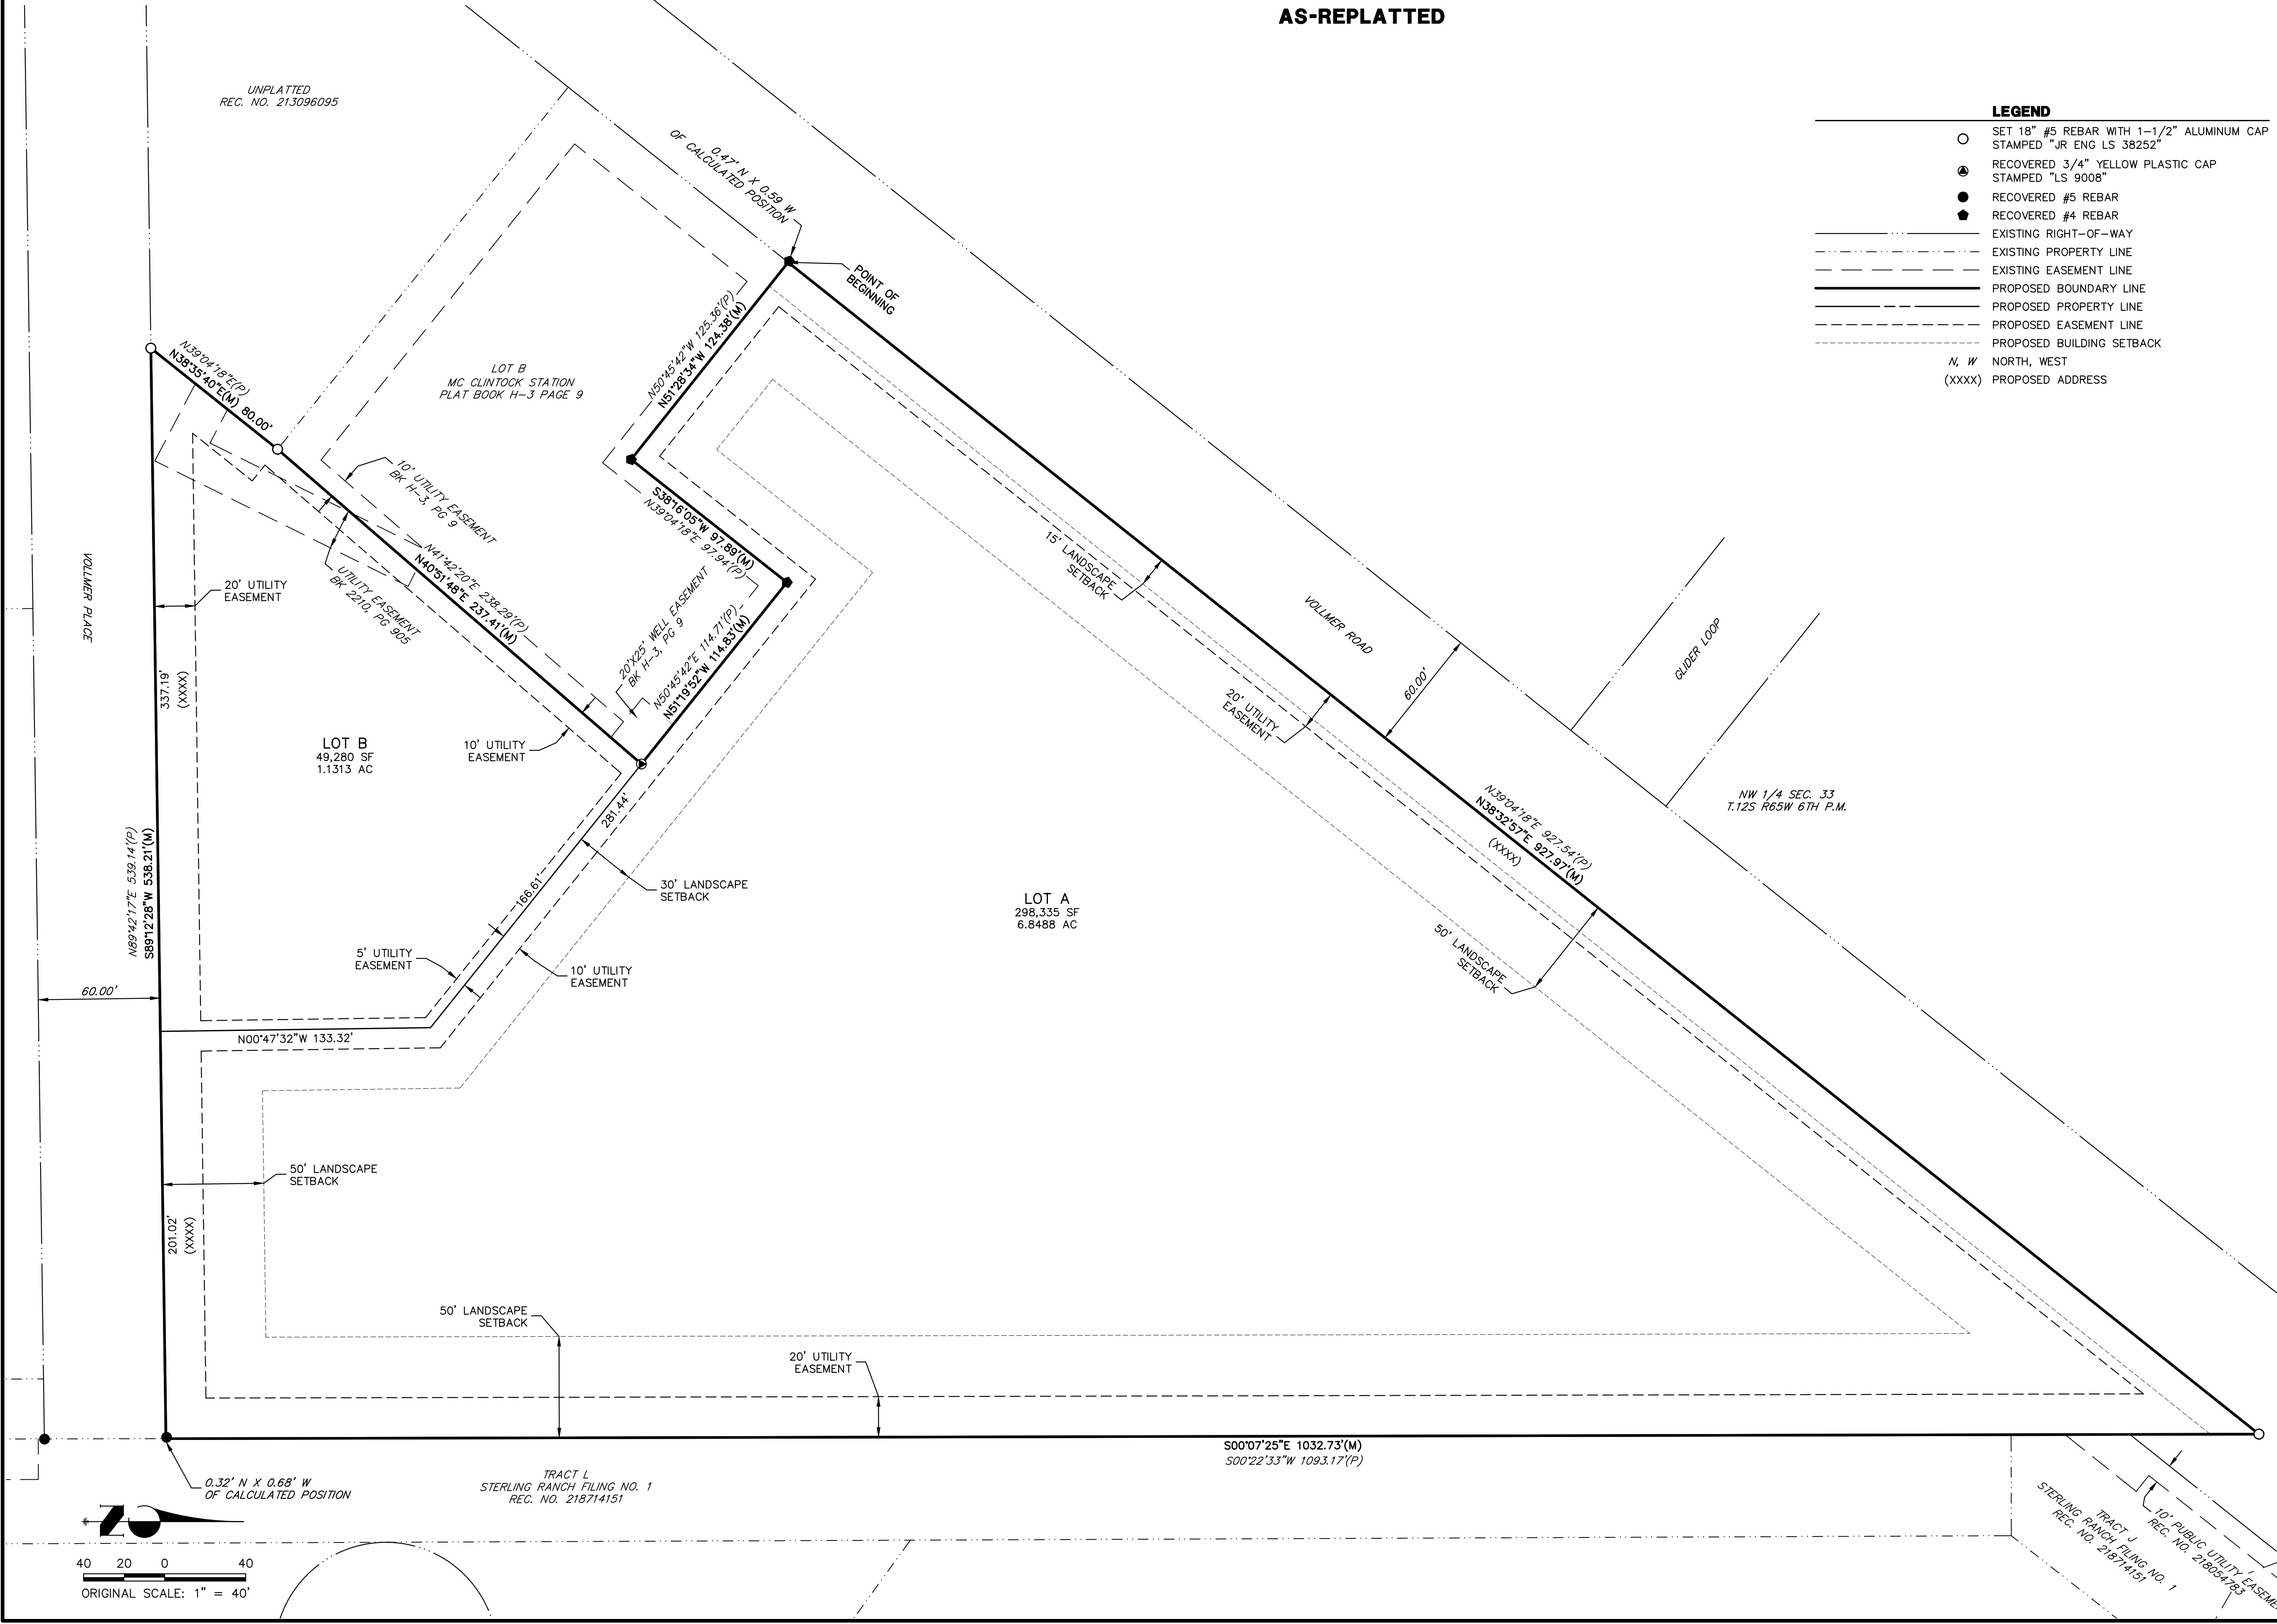 AS-REPLATTED
UNPLATTED
REC. NO. 213096095
0.47' N X 0.59 W
OF CALCULATED POSITION
POINT OF
BEGINNING
LEGEND
SET 18" #5 REBAR WITH 1-1/2" ALUMINUM CAP
STAMPED "JR ENG LS 38252"
RECOVERED 3/4" YELLOW PLASTIC CAP
STAMPED "LS 9008"
RECOVERED #5 REBAR
RECOVERED #4 REBAR
EXISTING RIGHT-OF-WAY
EXISTING PROPERTY LINE
EXISTING EASEMENT LINE
PROPOSED BOUNDARY LINE
PROPOSED PROPERTY LINE
PROPOSED EASEMENT LINE
PROPOSED BUILDING SETBACK
N, W NORTH, WEST
(XXXX) PROPOSED ADDRESS
N39°04'18"E(P)
N38°35'40"E(M) 80.00'
LOT B
MC CLINTOCK STATION
PLAT BOOK H-3 PAGE 9
N50°45'42"W 125.36'(P)
N51°28'34"W 124.38'(M)
10' UTILITY EASEMENT
BK H-3, PG 9
S38°16'05"W 97.89'(M)
N39°04'18"E 97.94'(P)
N41°42'20"E 238.29'(P)
N40°51'48"E 237.41'(M)
UTILITY EASEMENT
BK 2210, PG 905
20'X25' WELL EASEMENT
BK H-3, PG 9
N50°45'42"E 114.71'(P)
N51°19'52"W 114.83'(M)
VOLLMER PLACE
20' UTILITY
EASEMENT
337.19'
(XXXX)
LOT B
49,280 SF
1.1313 AC
10' UTILITY
EASEMENT
281.44'
166.61'
30' LANDSCAPE
SETBACK
5' UTILITY
EASEMENT
10' UTILITY
EASEMENT
N89°42'17"E 539.14'(P)
S89°12'28"W 538.21'(M)
60.00'
N00°47'32"W 133.32'
15' LANDSCAPE
SETBACK
VOLLMER ROAD
60.00'
20' UTILITY
EASEMENT
GLIDER LOOP
NW 1/4 SEC. 33
T.12S R65W 6TH P.M.
N39°04'18"E 927.54'(P)
N38°32'57"E 927.97'(M)
(XXXX)
LOT A
298,335 SF
6.8488 AC
50' LANDSCAPE
SETBACK
50' LANDSCAPE
SETBACK
201.02'
(XXXX)
50' LANDSCAPE
SETBACK
20' UTILITY
EASEMENT
S00°07'25"E 1032.73'(M)
S00°22'33"W 1093.17'(P)
0.32' N X 0.68' W
OF CALCULATED POSITION
TRACT L
STERLING RANCH FILING NO. 1
REC. NO. 218714151
TRACT J
STERLING RANCH FILING NO. 1
REC. NO. 218714151
10' PUBLIC UTILITY
REC. NO. 218054783
40 20 0 40
ORIGINAL SCALE: 1" = 40'